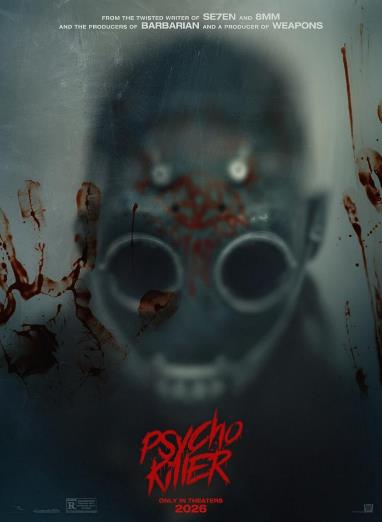 FROM THE TWISTED WRITER OF SE7EN AND 8MM
AND THE PRODUCERS OF BARBARIAN AND A PRODUCER OF WEAPONS
PSYCHO
KILLER
ONLY IN THEATERS
2026
R